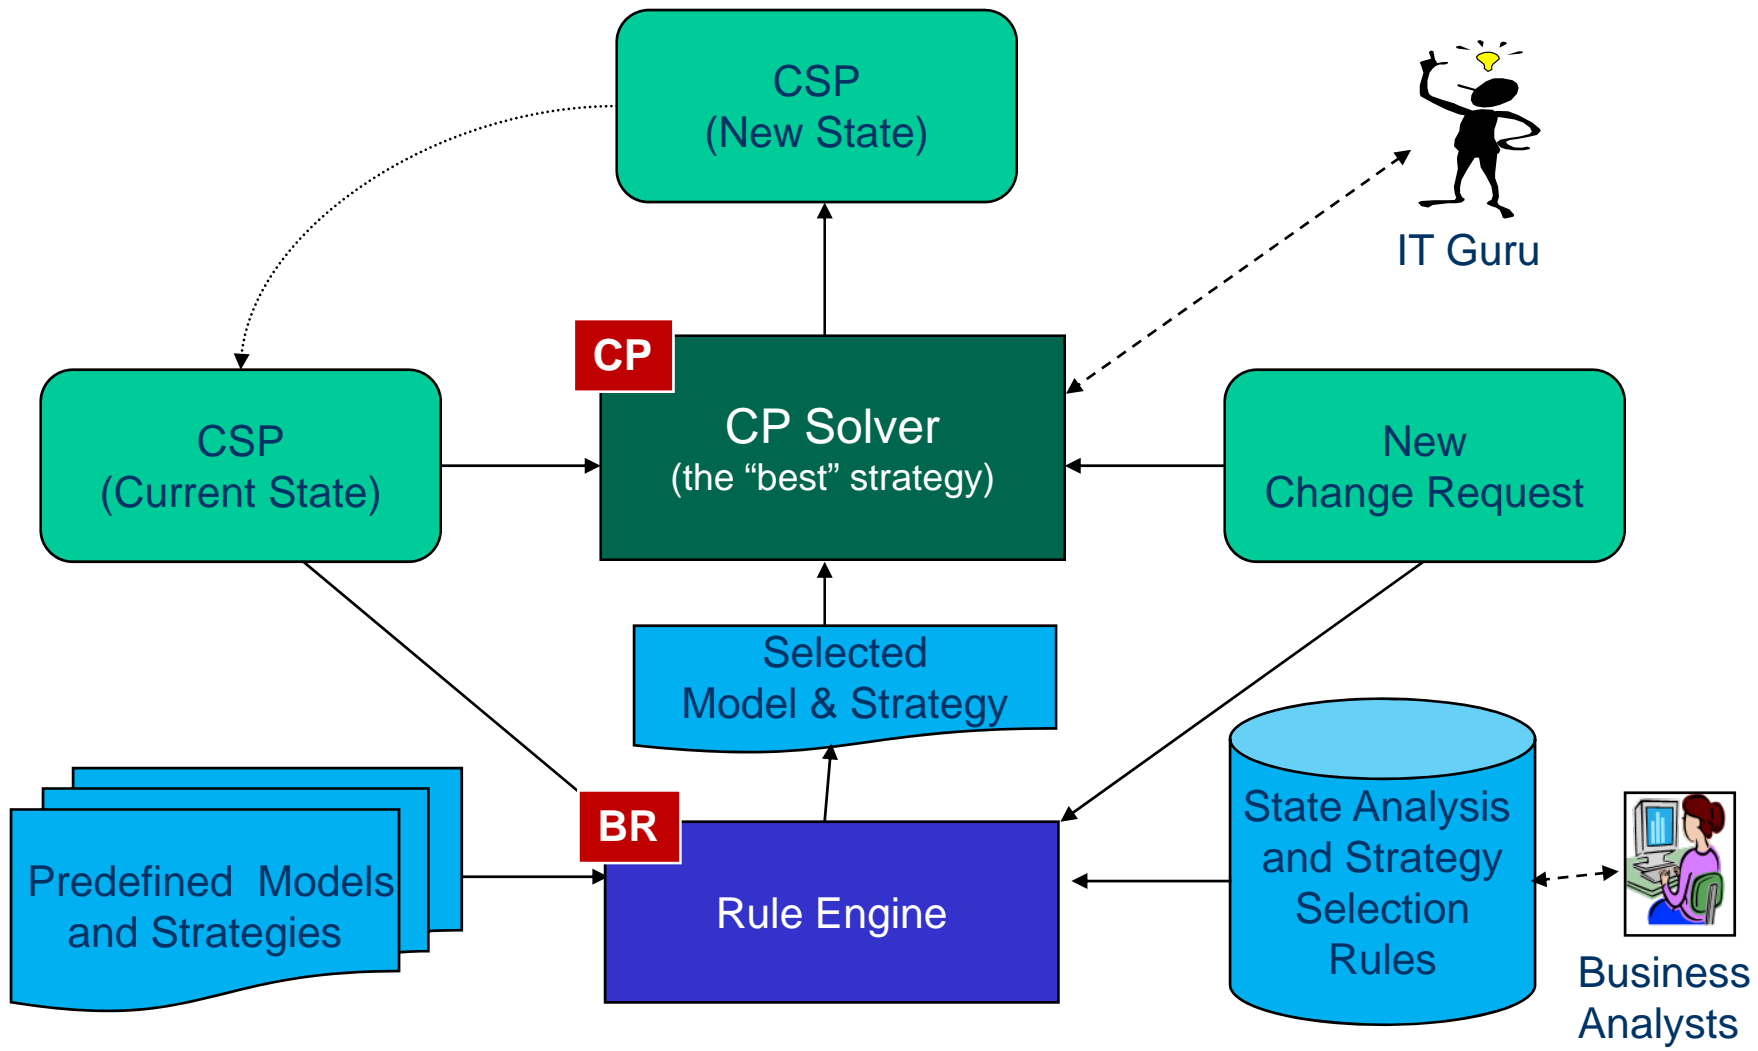 CSP
(New State)
IT Guru
CP
CSP
(Current State)
CP Solver
(the “best” strategy)
New
Change Request
Selected
Model & Strategy
BR
Predefined  Models
and Strategies
Rule Engine
State Analysis
and Strategy
Selection
Rules
Business
Analysts